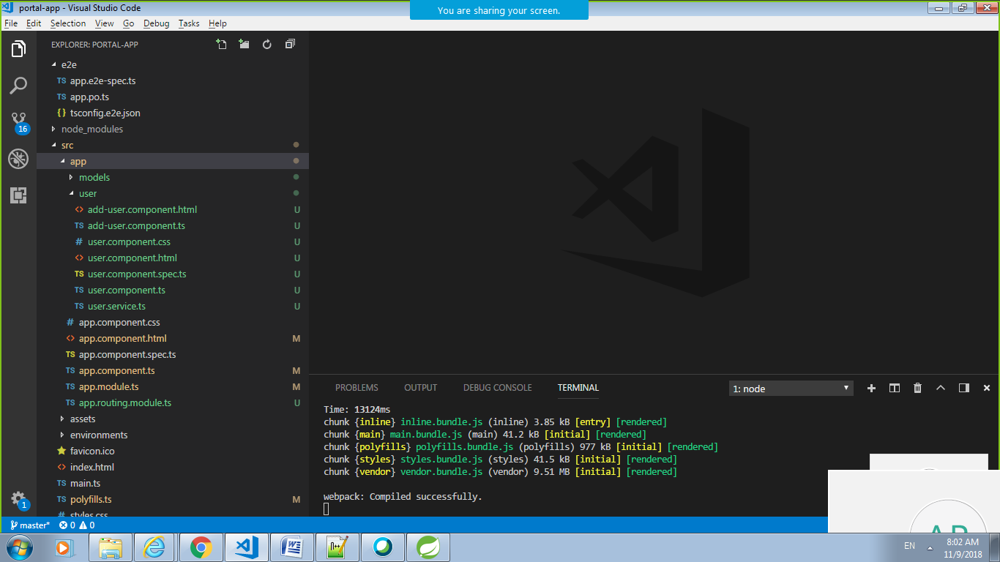 portal-app - Visual Studio Code
You are sharing your screen.
File Edit Selection View Go Debug Tasks Help
EXPLORER: PORTAL-APP
e2e
TS app.e2e-spec.ts
TS app.po.ts
{} tsconfig.e2e.json
node_modules
src
app
models
user
<> add-user.component.html U
TS add-user.component.ts U
# user.component.css U
<> user.component.html U
TS user.component.spec.ts U
TS user.component.ts U
TS user.service.ts U
# app.component.css
<> app.component.html M
TS app.component.spec.ts
TS app.component.ts M
TS app.module.ts M
TS app.routing.module.ts U
assets
environments
favicon.ico
<> index.html
TS main.ts
TS polyfills.ts M
# styles.css
16
1
PROBLEMS OUTPUT DEBUG CONSOLE TERMINAL 1: node
Time: 13124ms
chunk {inline} inline.bundle.js (inline) 3.85 kB [entry] [rendered]
chunk {main} main.bundle.js (main) 41.2 kB [initial] [rendered]
chunk {polyfills} polyfills.bundle.js (polyfills) 977 kB [initial] [rendered]
chunk {styles} styles.bundle.js (styles) 41.5 kB [initial] [rendered]
chunk {vendor} vendor.bundle.js (vendor) 9.51 MB [initial] [rendered]
webpack: Compiled successfully.
master* 0 0
EN 8:02 AM
11/9/2018